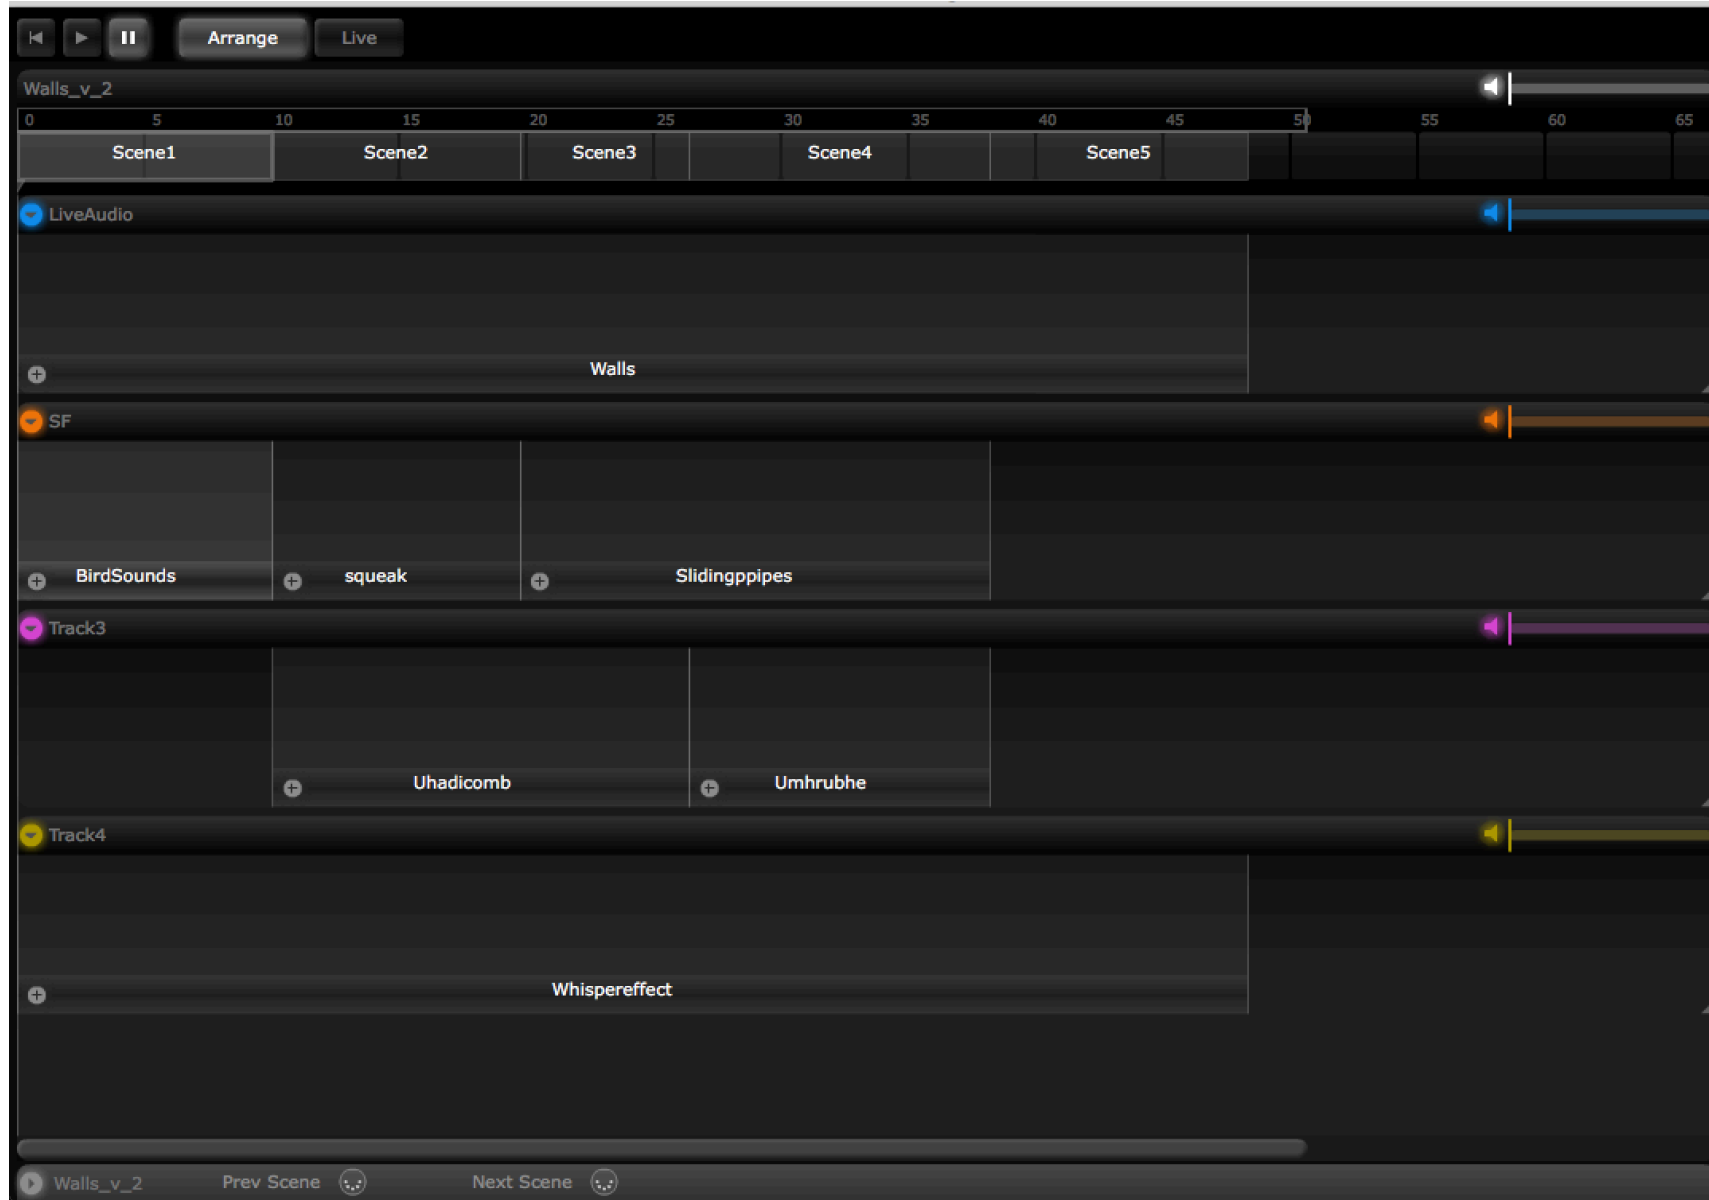 Arrange Live
Walls_v_2
0 5 10 15 20 25 30 35 40 45 50 55 60 65
Scene1 Scene2 Scene3 Scene4 Scene5
LiveAudio
Walls
SF
BirdSounds squeak Slidingppipes
Track3
Uhadicomb Umhrubhe
Track4
Whispereffect
Walls_v_2 Prev Scene Next Scene